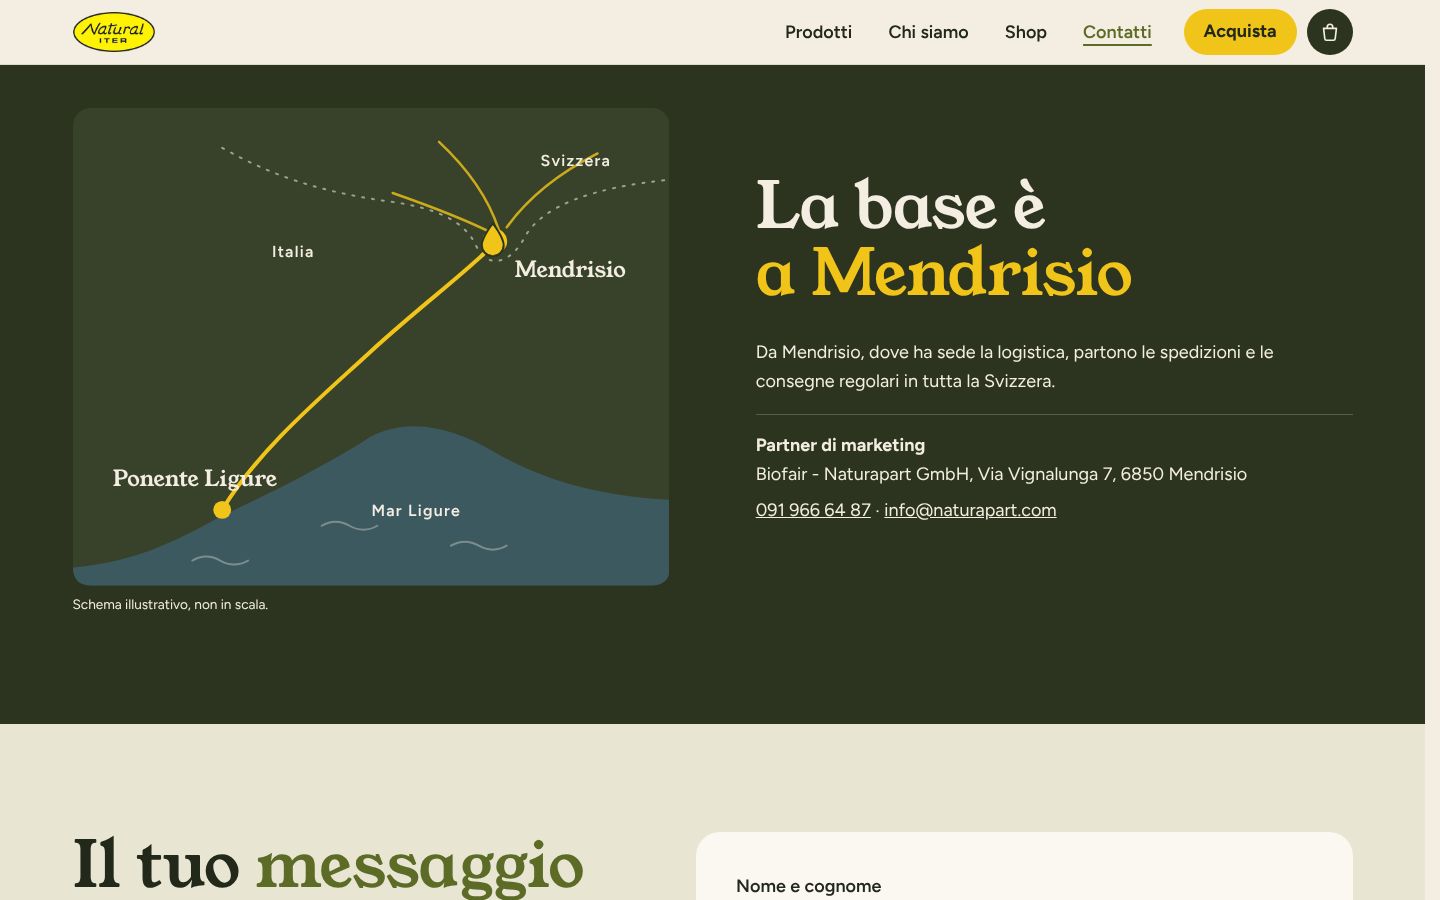 Natural
ITER
Prodotti
Chi siamo
Shop
Contatti
Acquista
Svizzera
Italia
Mendrisio
Ponente Ligure
Mar Ligure
Schema illustrativo, non in scala.
La base è
a Mendrisio
Da Mendrisio, dove ha sede la logistica, partono le spedizioni e le
consegne regolari in tutta la Svizzera.
Partner di marketing
Biofair - Naturapart GmbH, Via Vignalunga 7, 6850 Mendrisio
091 966 64 87 · info@naturapart.com
Il tuo messaggio
Nome e cognome